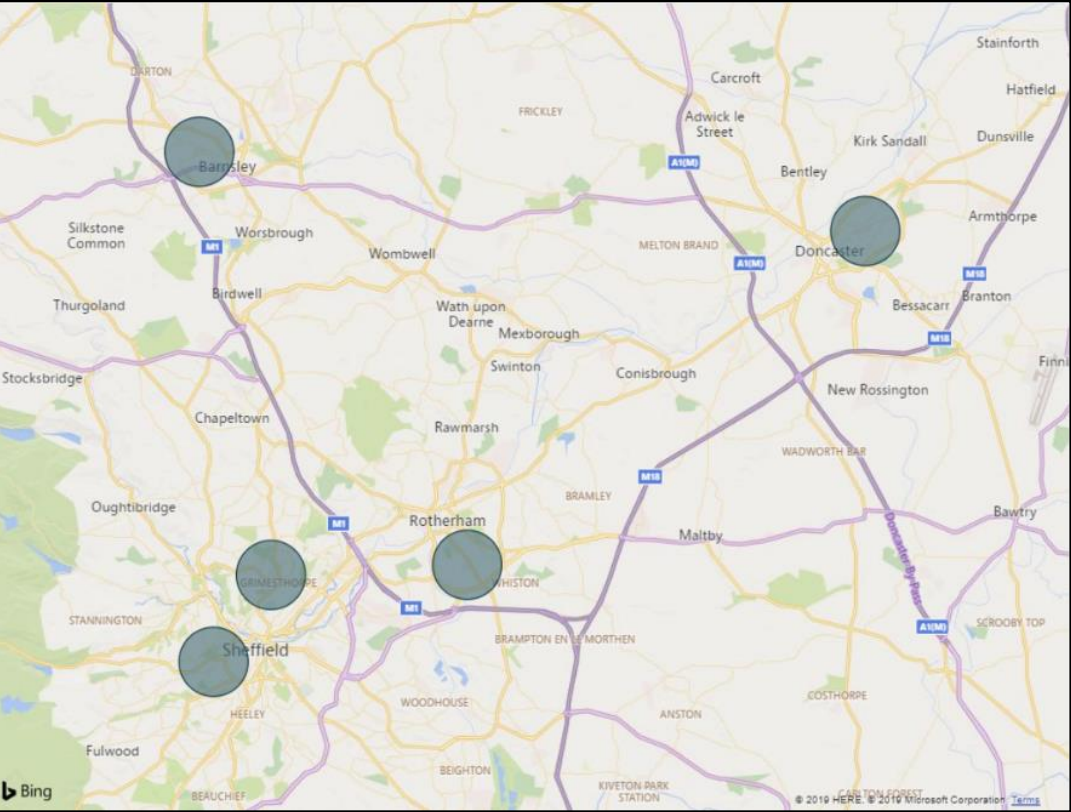 Stainforth
DARTON
Carcroft
Hatfield
FRICKLEY
Adwick le
Street
Kirk Sandall
Dunsville
Barnsley
A1(M)
Bentley
Silkstone
Common
Worsbrough
M1
Wombwell
MELTON BRAND
Armthorpe
Doncaster
A1(M)
M18
Thurgoland
Birdwell
Wath upon
Dearne
Bessacarr
Branton
Mexborough
M18
Stocksbridge
Swinton
Conisbrough
Finni
New Rossington
Chapeltown
Rawmarsh
WADWORTH BAR
M18
Oughtibridge
BRAMLEY
Rotherham
M1
Maltby
Bawtry
Doncaster By-Pass
GRIMESTHORPE
WHISTON
M1
STANNINGTON
BRAMPTON EN LE MORTHEN
A1(M)
SCROOBY TOP
Sheffield
WOODHOUSE
COSTHORPE
HEELEY
ANSTON
Fulwood
BEIGHTON
Bing
BEAUCHIEF
KIVETON PARK
STATION
CARLTON FOREST
© 2019 HERE, © 2019 Microsoft Corporation Terms